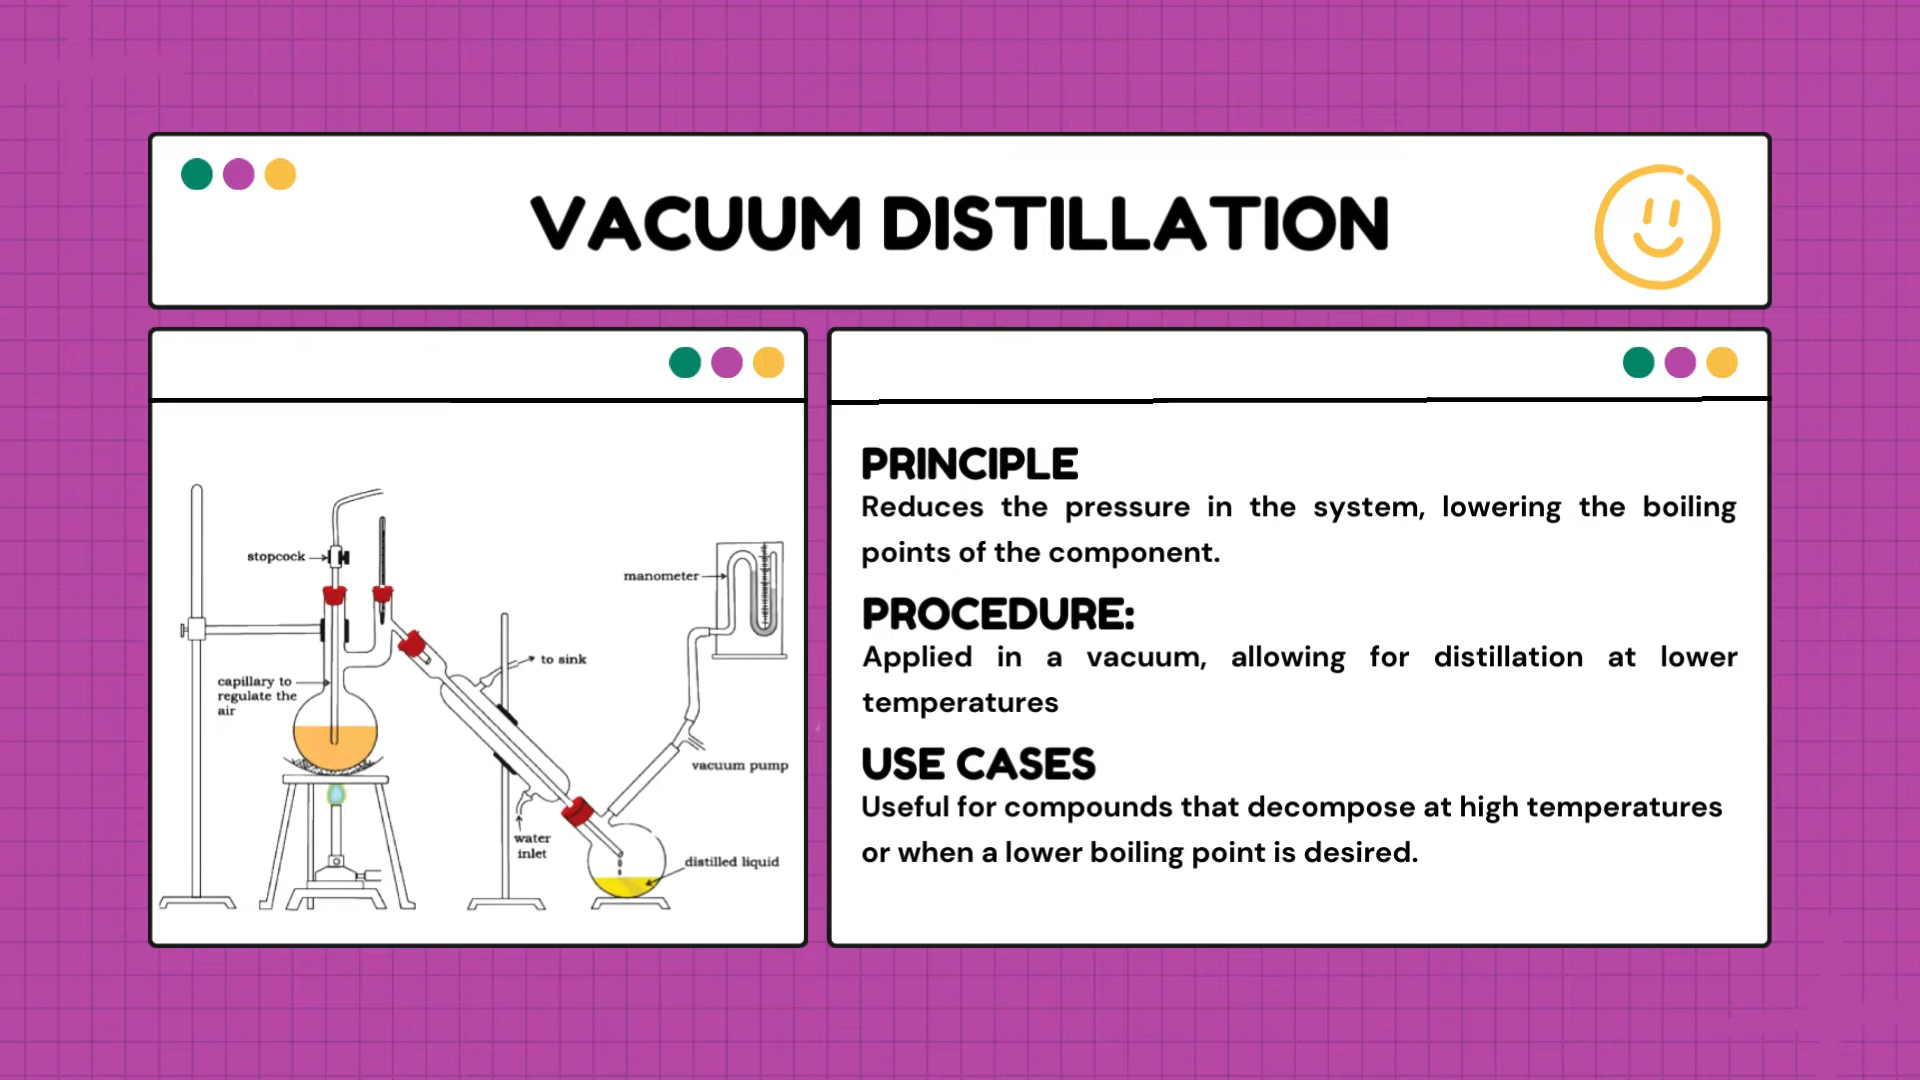 VACUUM DISTILLATION
stopcock
capillary to
regulate the
air
to sink
manometer
vacuum pump
water
inlet
distilled liquid
PRINCIPLE
Reduces the pressure in the system, lowering the boiling
points of the component.
PROCEDURE:
Applied in a vacuum, allowing for distillation at lower
temperatures
USE CASES
Useful for compounds that decompose at high temperatures
or when a lower boiling point is desired.